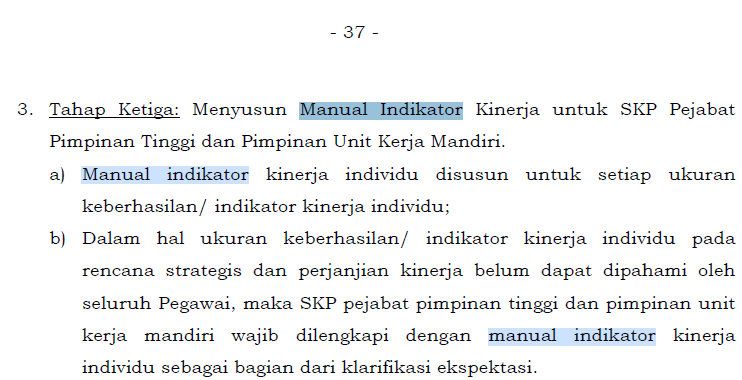 - 37 -
3. Tahap Ketiga: Menyusun Manual Indikator Kinerja untuk SKP Pejabat
Pimpinan Tinggi dan Pimpinan Unit Kerja Mandiri.
a) Manual indikator kinerja individu disusun untuk setiap ukuran
keberhasilan/ indikator kinerja individu;
b) Dalam hal ukuran keberhasilan/ indikator kinerja individu pada
rencana strategis dan perjanjian kinerja belum dapat dipahami oleh
seluruh Pegawai, maka SKP pejabat pimpinan tinggi dan pimpinan unit
kerja mandiri wajib dilengkapi dengan manual indikator kinerja
individu sebagai bagian dari klarifikasi ekspektasi.